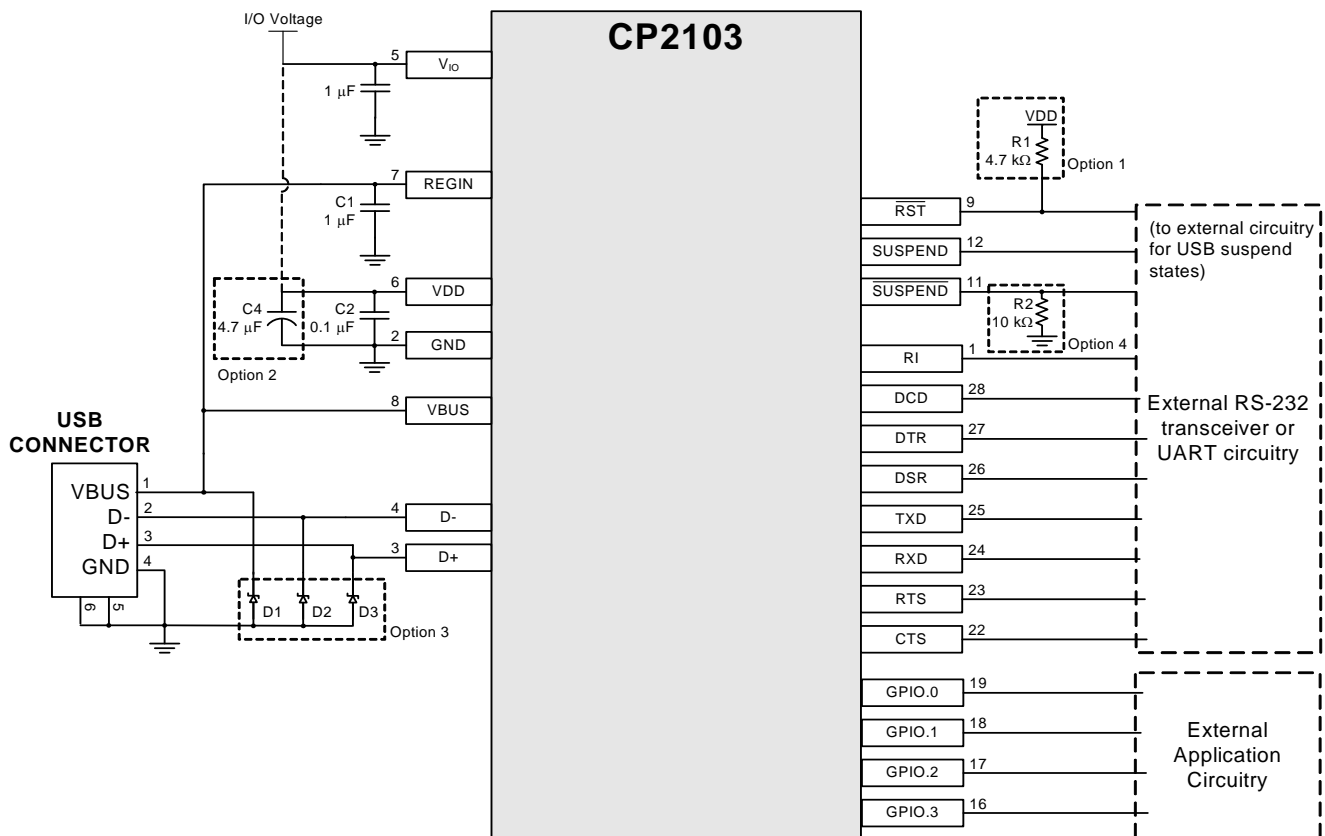 I/O Voltage
CP2103
5
VIO
1 μF
7
REGIN
C1
1 μF
6
VDD
C4
4.7 μF
C2
0.1 μF
2
GND
Option 2
8
VBUS
USB
CONNECTOR
VBUS
1
D-
2
D+
3
GND
4
6
5
4
D-
3
D+
D1
D2
D3
Option 3
VDD
R1
4.7 kΩ
Option 1
RST
9
SUSPEND
12
SUSPEND
11
R2
10 kΩ
Option 4
(to external circuitry
for USB suspend
states)
RI
1
DCD
28
DTR
27
DSR
26
TXD
25
RXD
24
RTS
23
CTS
22
External RS-232
transceiver or
UART circuitry
GPIO.0
19
GPIO.1
18
GPIO.2
17
GPIO.3
16
External
Application
Circuitry